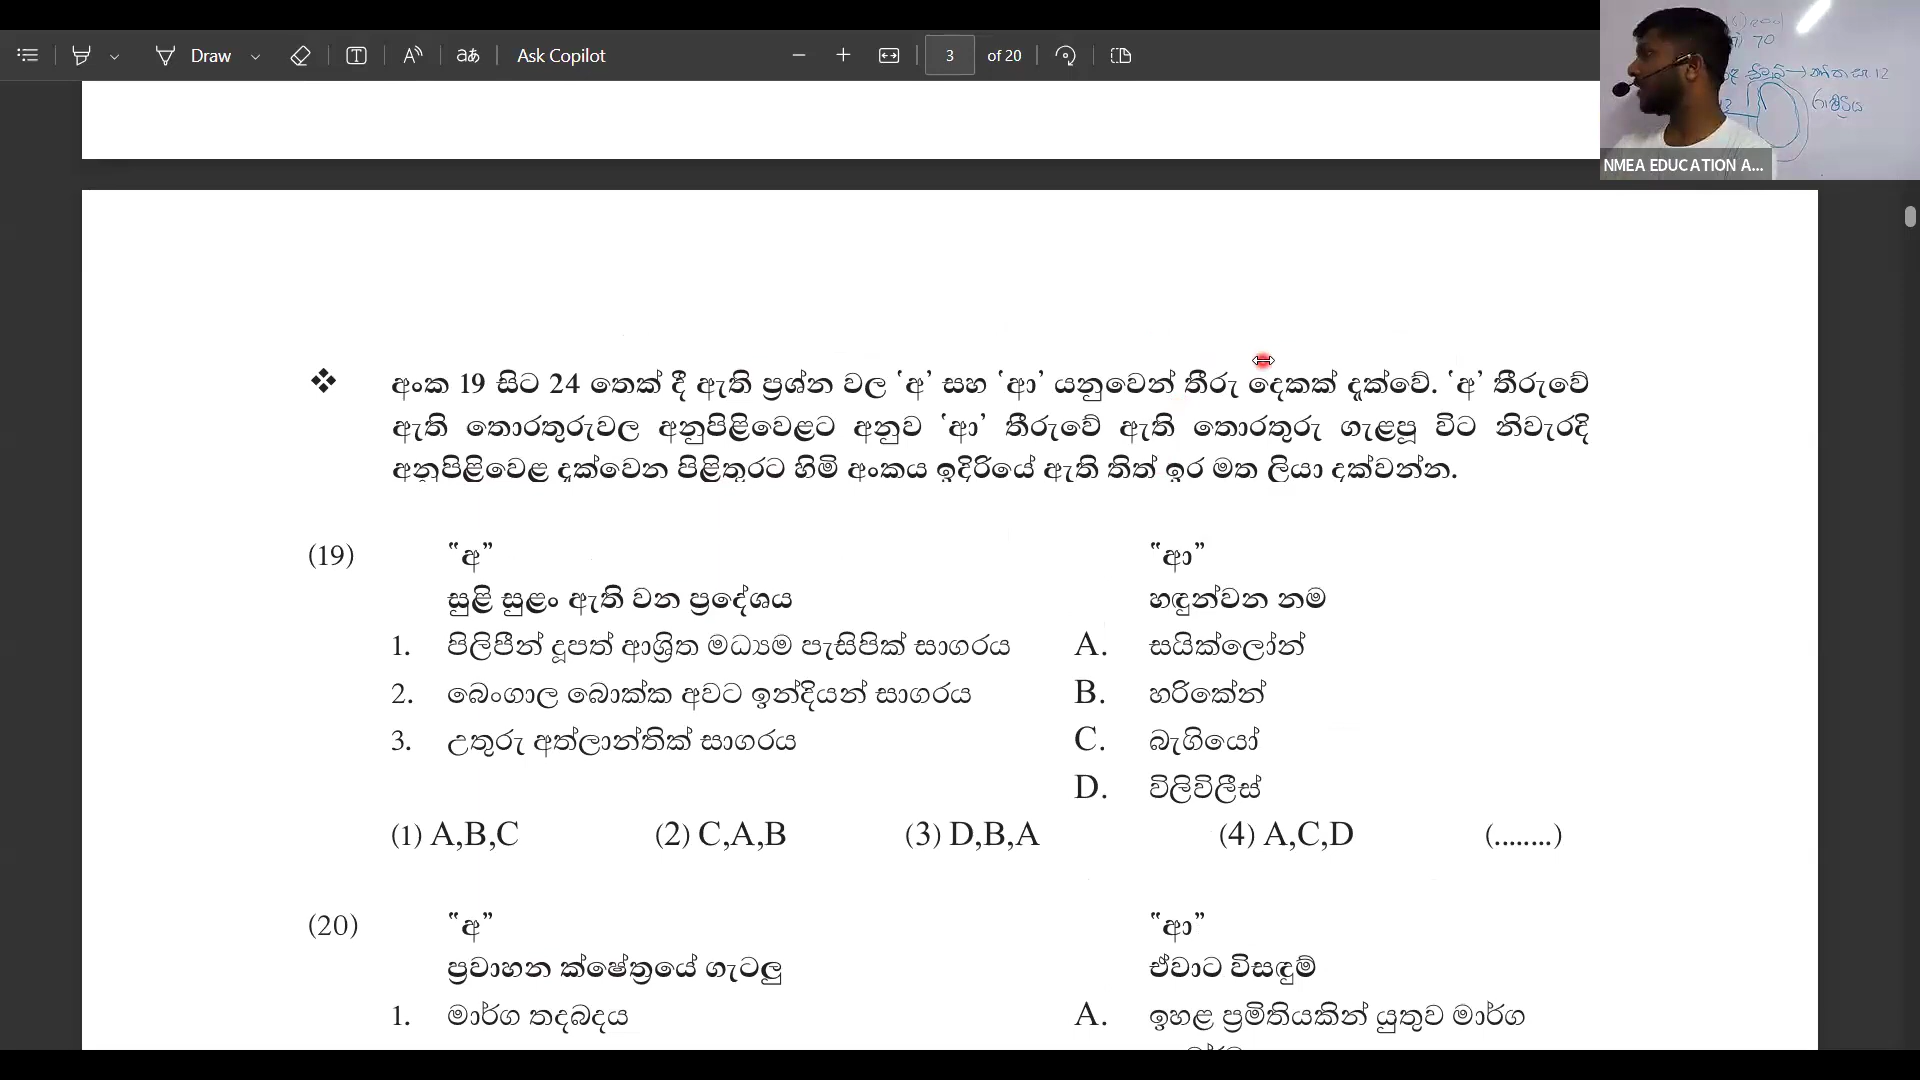 Draw
Ask Copilot
3 of 20
70
12
NMEA EDUCATION A...
❖ අංක 19 සිට 24 තෙක් දී ඇති ප්‍රශ්න වල ‘අ’ සහ ‘ආ’ යනුවෙන් තීරු දෙකක් දැක්වේ. ‘අ’ තීරුවේ
ඇති තොරතුරුවල අනුපිළිවෙළට අනුව ‘ආ’ තීරුවේ ඇති තොරතුරු ගැළපූ විට නිවැරදි
අනුපිළිවෙළ දැක්වෙන පිළිතුරට හිමි අංකය ඉදිරියේ ඇති තිත් ඉර මත ලියා දක්වන්න.
(19) “අ” “ආ”
සුළි සුළං ඇති වන ප්‍රදේශය හඳුන්වන නම
1. පිලිපීන් දූපත් ආශ්‍රිත මධ්‍යම පැසිපික් සාගරය A. සයික්ලෝන්
2. බෙංගාල බොක්ක අවට ඉන්දියන් සාගරය B. හරිකේන්
3. උතුරු අත්ලාන්තික් සාගරය C. බැගියෝ
D. විලිවිලීස්
(1) A,B,C (2) C,A,B (3) D,B,A (4) A,C,D (........)
(20) “අ” “ආ”
ප්‍රවාහන ක්ෂේත්‍රයේ ගැටලු ඒවාට විසඳුම්
1. මාර්ග තදබදය A. ඉහළ ප්‍රමිතියකින් යුතුව මාර්ග